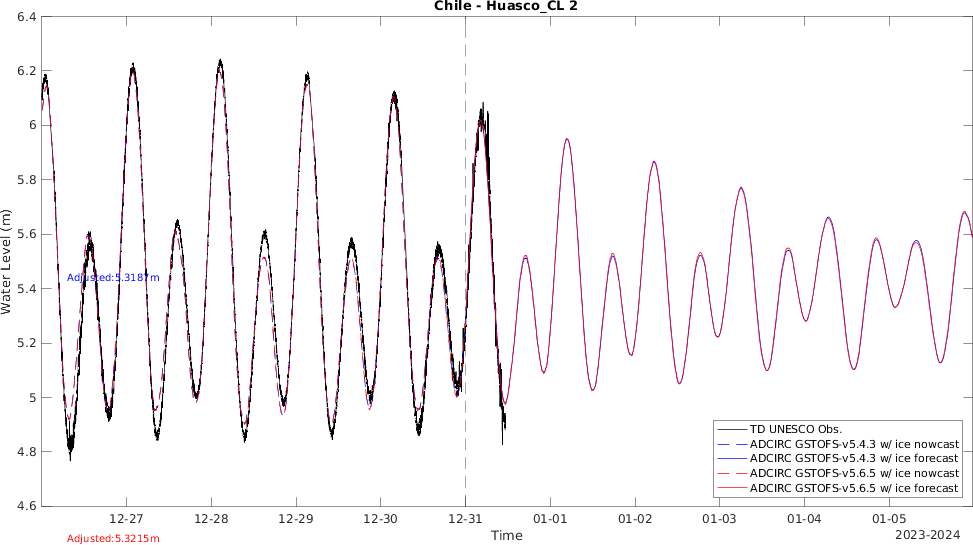 Chile - Huasco_CL 2
Water Level (m)
6.4
6.2
6
5.8
5.6
5.4
5.2
5
4.8
4.6
Adjusted:5.3187m
TD UNESCO Obs.
ADCIRC GSTOFS-v5.4.3 w/ ice nowcast
ADCIRC GSTOFS-v5.4.3 w/ ice forecast
ADCIRC GSTOFS-v5.6.5 w/ ice nowcast
ADCIRC GSTOFS-v5.6.5 w/ ice forecast
12-27 12-28 12-29 12-30 12-31 01-01 01-02 01-03 01-04 01-05
Time
2023-2024
Adjusted:5.3215m